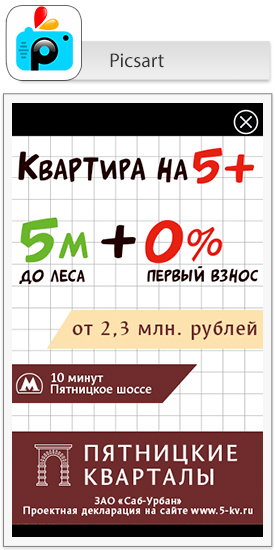 Picsart
КВАРТИРА НА 5+
5м + 0%
ДО ЛЕСА ПЕРВЫЙ ВЗНОС
от 2,3 млн. рублей
10 минут
Пятницкое шоссе
ПЯТНИЦКИЕ
КВАРТАЛЫ
ЗАО «Саб-Урбан»
Проектная декларация на сайте www.5-kv.ru